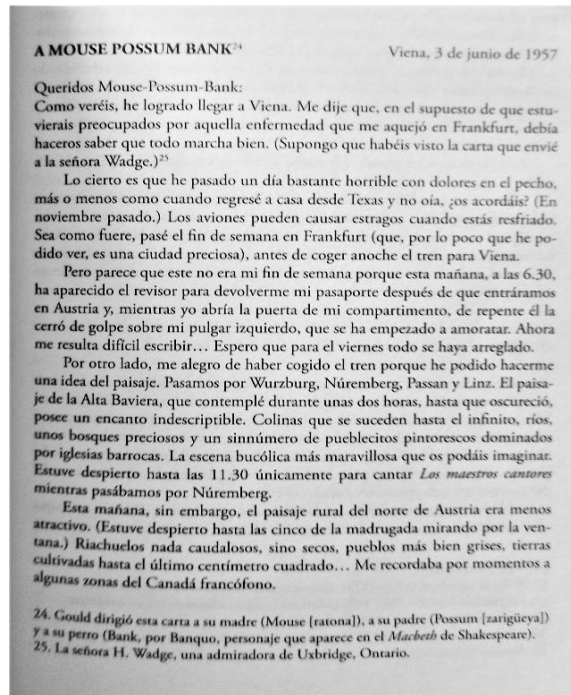 A MOUSE POSSUM BANK²⁴ Viena, 3 de junio de 1957
Queridos Mouse-Possum-Bank:
Como veréis, he logrado llegar a Viena. Me dije que, en el supuesto de que estu-
vierais preocupados por aquella enfermedad que me aquejó en Frankfurt, debía
haceros saber que todo marcha bien. (Supongo que habéis visto la carta que envié
a la señora Wadge.)²⁵
Lo cierto es que he pasado un día bastante horrible con dolores en el pecho,
más o menos como cuando regresé a casa desde Texas y no oía, ¿os acordáis? (En
noviembre pasado.) Los aviones pueden causar estragos cuando estás resfriado.
Sea como fuere, pasé el fin de semana en Frankfurt (que, por lo poco que he po-
dido ver, es una ciudad preciosa), antes de coger anoche el tren para Viena.
Pero parece que este no era mi fin de semana porque esta mañana, a las 6.30,
ha aparecido el revisor para devolverme mi pasaporte después de que entráramos
en Austria y, mientras yo abría la puerta de mi compartimento, de repente él la
cerró de golpe sobre mi pulgar izquierdo, que se ha empezado a amoratar. Ahora
me resulta difícil escribir… Espero que para el viernes todo se haya arreglado.
Por otro lado, me alegro de haber cogido el tren porque he podido hacerme
una idea del paisaje. Pasamos por Wurzburg, Núremberg, Passan y Linz. El paisa-
je de la Alta Baviera, que contemplé durante unas dos horas, hasta que oscureció,
posee un encanto indescriptible. Colinas que se suceden hasta el infinito, ríos,
unos bosques preciosos y un sinnúmero de pueblecitos pintorescos dominados
por iglesias barrocas. La escena bucólica más maravillosa que os podáis imaginar.
Estuve despierto hasta las 11.30 únicamente para cantar Los maestros cantores
mientras pasábamos por Núremberg.
Esta mañana, sin embargo, el paisaje rural del norte de Austria era menos
atractivo. (Estuve despierto hasta las cinco de la madrugada mirando por la ven-
tana.) Riachuelos nada caudalosos, sino secos, pueblos más bien grises, tierras
cultivadas hasta el último centímetro cuadrado… Me recordaba por momentos a
algunas zonas del Canadá francófono.
24. Gould dirigió esta carta a su madre (Mouse [ratona]), a su padre (Possum [zarigüeya])
y a su perro (Bank, por Banquo, personaje que aparece en el Macbeth de Shakespeare).
25. La señora H. Wadge, una admiradora de Uxbridge, Ontario.